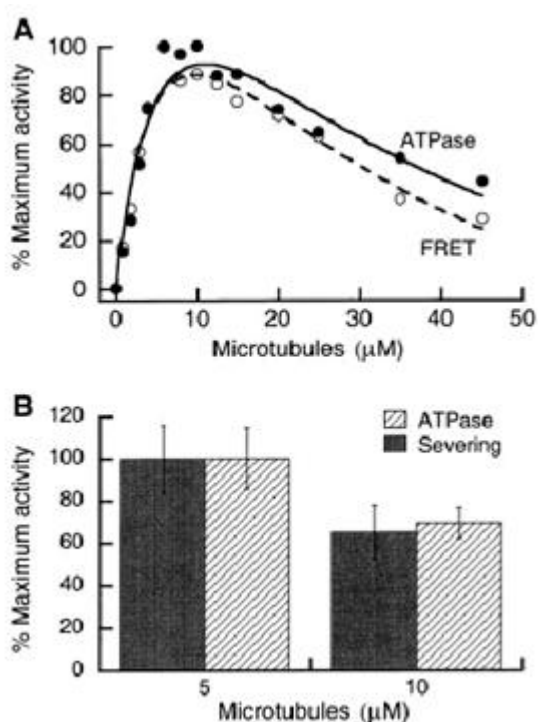 A
% Maximum activity
100
80
60
40
20
0
ATPase
FRET
0 10 20 30 40 50
Microtubules (μM)
B
% Maximum activity
120
100
80
60
40
20
0
ATPase
Severing
5 10
Microtubules (μM)